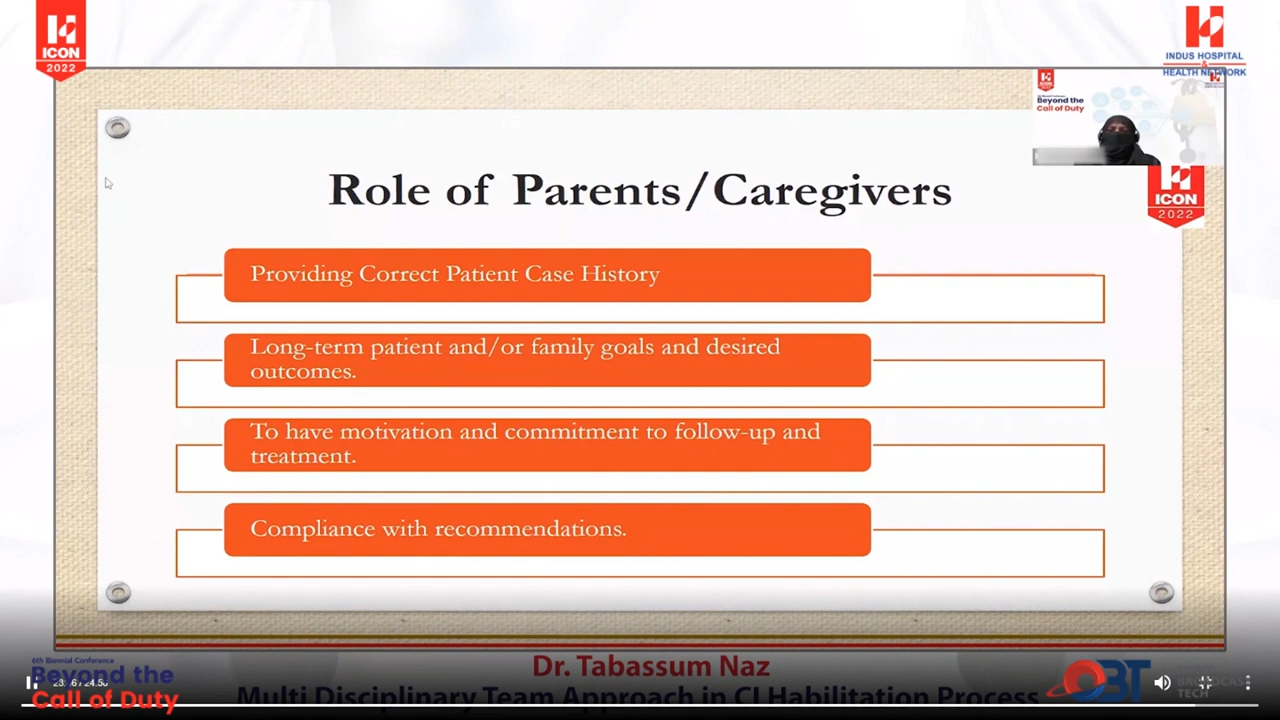 ICON
2022
INDUS HOSPITAL
&
HEALTH NETWORK
Beyond the
Call of Duty
ICON
2022
Role of Parents/Caregivers
Providing Correct Patient Case History
Long-term patient and/or family goals and desired
outcomes.
To have motivation and commitment to follow-up and
treatment.
Compliance with recommendations.
6th Biennial Conference
Beyond the
Call of Duty
Dr. Tabassum Naz
Multi Disciplinary Team Approach in CI Habilitation Process
OBT
BROADCAST
TECH